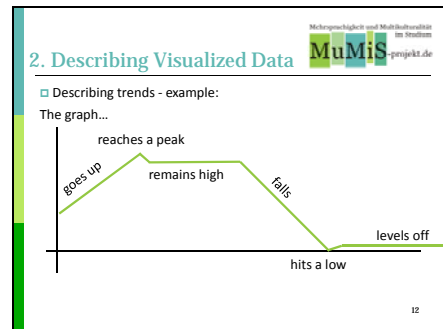 Mehrsprachigkeit und Multikulturalität
im Studium
MuMiS-projekt.de
2. Describing Visualized Data
Describing trends - example:
The graph...
reaches a peak
goes up
remains high
falls
levels off
hits a low
12